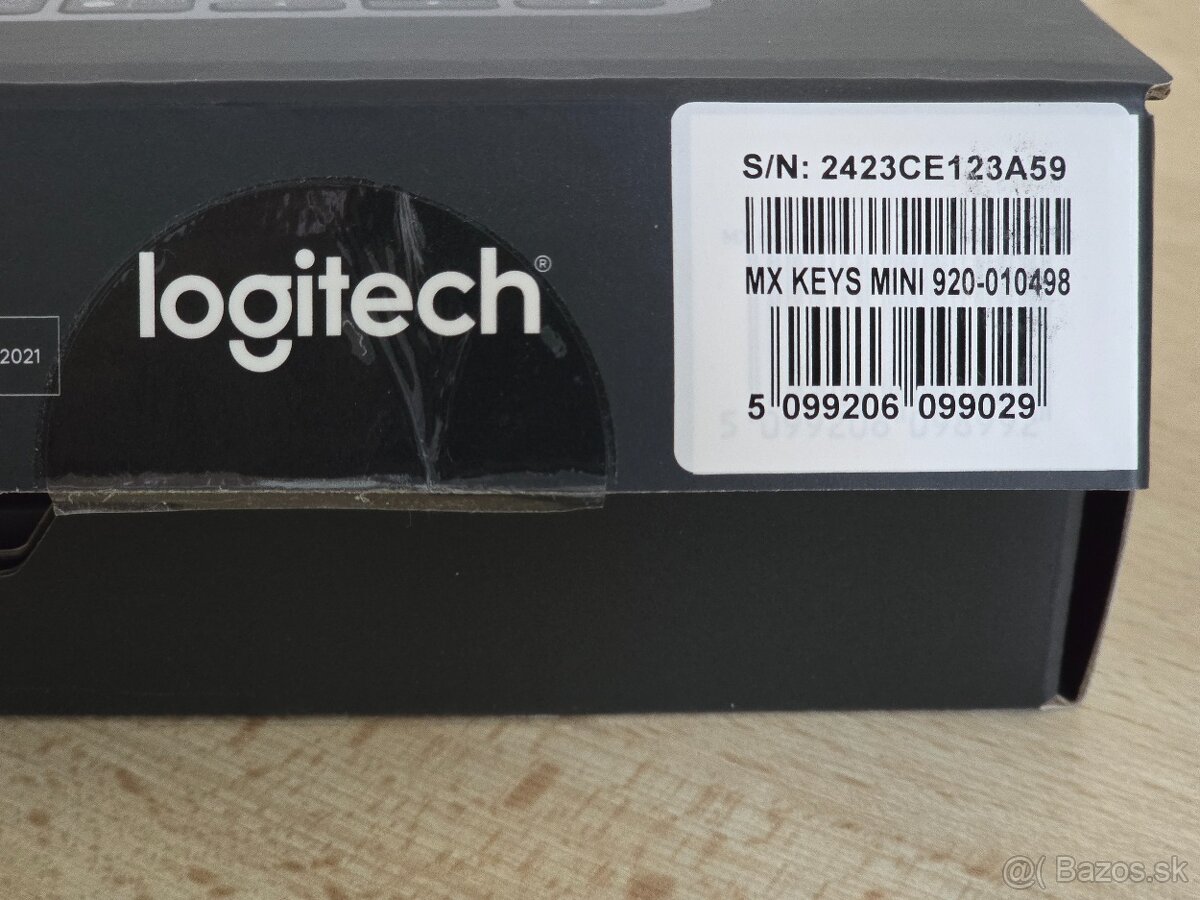 logitech®
2021
S/N: 2423CE123A59
MX KEYS MINI 920-010498
5 099206 099029
@( Bazos.sk